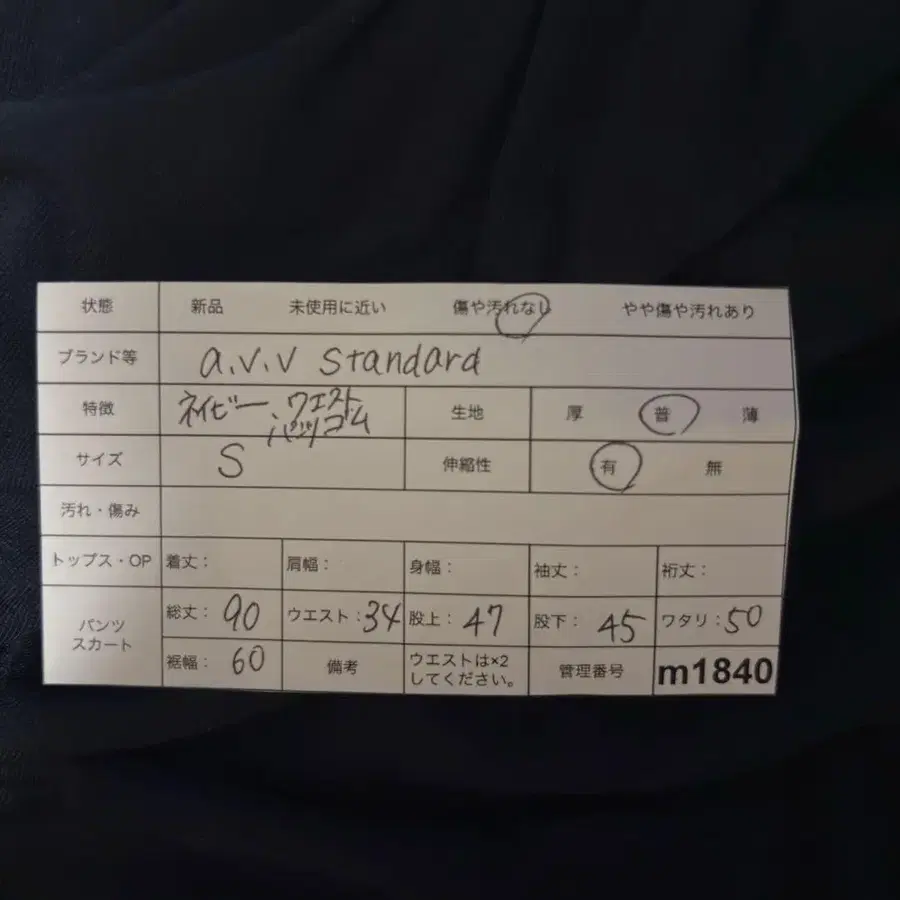 状態 新品 未使用に近い 傷や汚れなし やや傷や汚れあり
ブランド等 a.v.v standard
特徴 ネイビー、ウエストゴム パンツ 生地 厚 普 薄
サイズ S 伸縮性 有 無
汚れ・傷み
トップス・OP 着丈： 肩幅： 身幅： 袖丈： 裄丈：
パンツ スカート 総丈：90 ウエスト：34 股上：47 股下：45 ワタリ：50
裾幅：60 備考 ウエストは×2してください。 管理番号 m1840